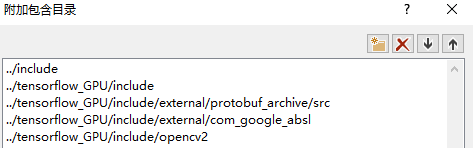 附加包含目录
../include
../tensorflow_GPU/include
../tensorflow_GPU/include/external/protobuf_archive/src
../tensorflow_GPU/include/external/com_google_absl
../tensorflow_GPU/include/opencv2